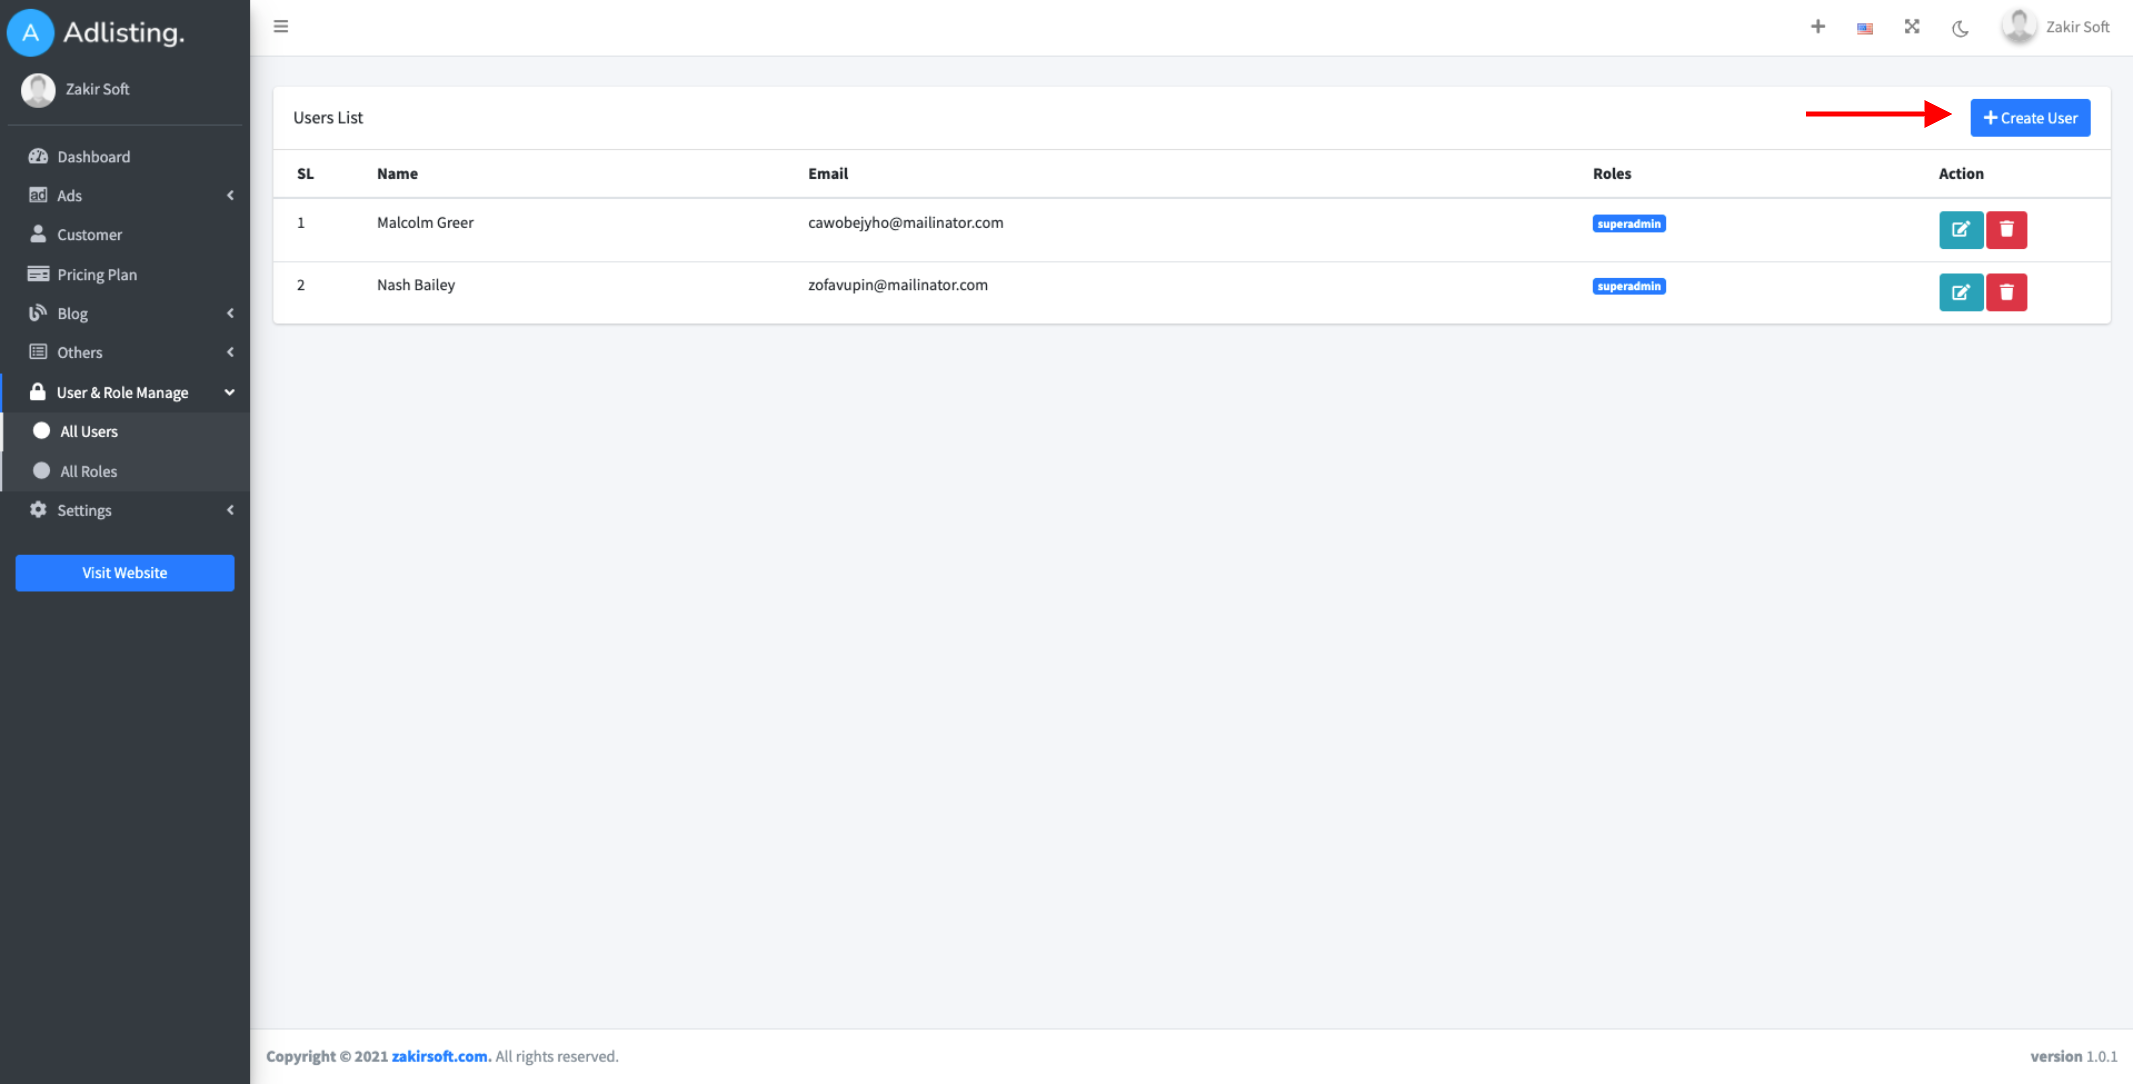 A Adlisting.
Zakir Soft
Dashboard
ad Ads
Customer
Pricing Plan
Blog
Others
User & Role Manage
All Users
All Roles
Settings
Visit Website
Zakir Soft
Users List
Create User
SL Name Email Roles Action
1 Malcolm Greer cawobejyho@mailinator.com superadmin
2 Nash Bailey zofavupin@mailinator.com superadmin
Copyright © 2021 zakirsoft.com. All rights reserved.
version 1.0.1